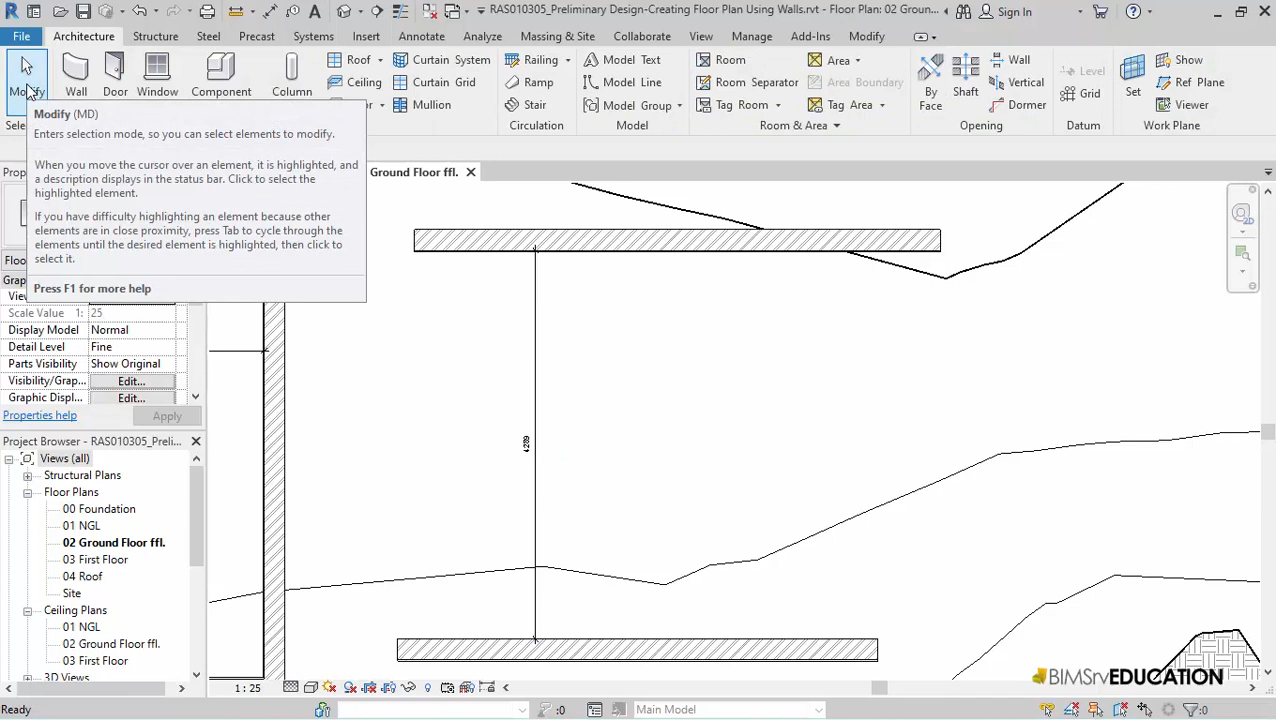 RAS010305_Preliminary Design-Creating Floor Plan Using Walls.rvt - Floor Plan: 02 Groun...
Sign In
File Architecture Structure Steel Precast Systems Insert Annotate Analyze Massing & Site Collaborate View Manage Add-Ins Modify
Modify Wall Door Window Component Column
Roof
Ceiling
Curtain System
Curtain Grid
Mullion
Railing
Ramp
Stair
Circulation
Model Text
Model Line
Model Group
Model
Room
Room Separator
Tag Room
Area
Area Boundary
Tag Area
Room & Area
By
Face
Shaft
Wall
Vertical
Dormer
Opening
Level
Grid
Datum
Set
Show
Ref Plane
Viewer
Work Plane
Selec
Modify (MD)
Enters selection mode, so you can select elements to modify.
When you move the cursor over an element, it is highlighted, and
a description displays in the status bar. Click to select the
highlighted element.
If you have difficulty highlighting an element because other
elements are in close proximity, press Tab to cycle through the
elements until the desired element is highlighted, then click to
select it.
Press F1 for more help
Ground Floor ffl.
Prop
Floo
Grap
View
Scale Value 1: 25
Display Model Normal
Detail Level Fine
Parts Visibility Show Original
Visibility/Grap... Edit...
Graphic Displ... Edit...
Properties help Apply
Project Browser - RAS010305_Preli...
Views (all)
Structural Plans
Floor Plans
00 Foundation
01 NGL
02 Ground Floor ffl.
03 First Floor
04 Roof
Site
Ceiling Plans
01 NGL
02 Ground Floor ffl.
03 First Floor
3D Views
4289
1 : 25
:0 Main Model :0
BIMSrvEDUCATION